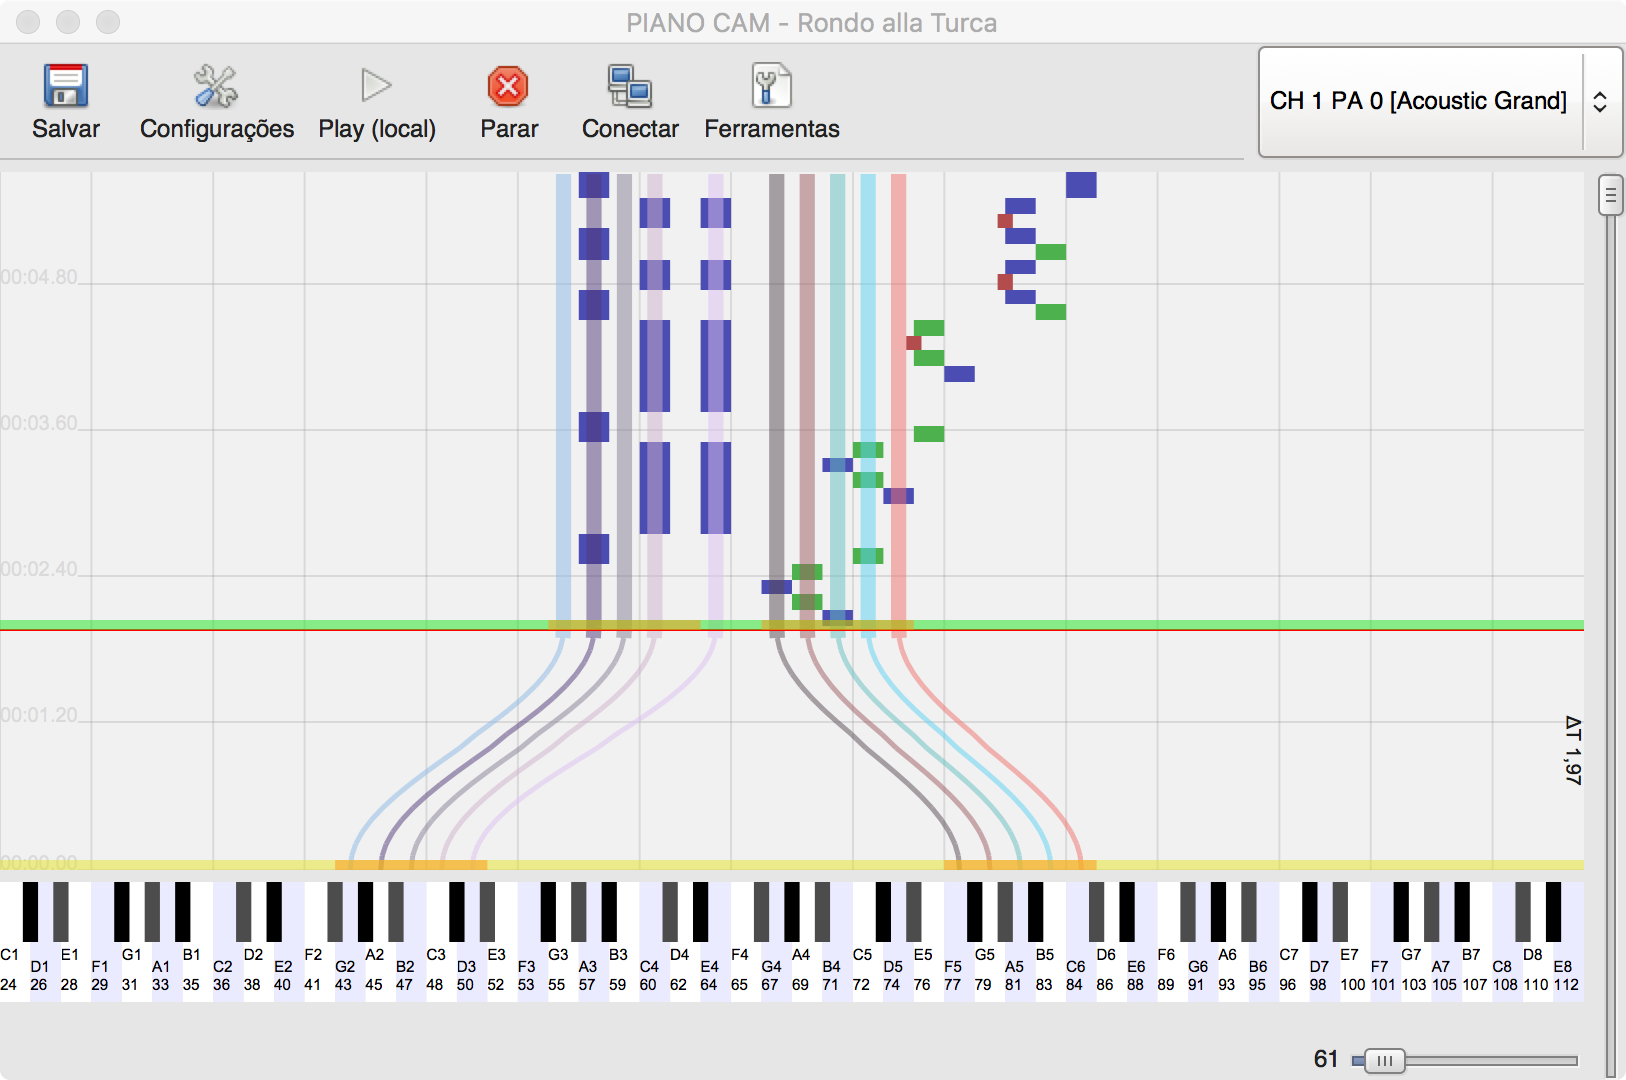 PIANO CAM - Rondo alla Turca
Salvar Configurações Play (local) Parar Conectar Ferramentas
CH 1 PA 0 [Acoustic Grand]
00:04.80
00:03.60
00:02.40
00:01.20
ΔT 1,97
00:00.00
C1 D1 E1 F1 G1 A1 B1 C2 D2 E2 F2 G2 A2 B2 C3 D3 E3 F3 G3 A3 B3 C4 D4 E4 F4 G4 A4 B4 C5 D5 E5 F5 G5 A5 B5 C6 D6 E6 F6 G6 A6 B6 C7 D7 E7 F7 G7 A7 B7 C8 D8 E8
24 26 28 29 31 33 35 36 38 40 41 43 45 47 48 50 52 53 55 57 59 60 62 64 65 67 69 71 72 74 76 77 79 81 83 84 86 88 89 91 93 95 96 98 100 101 103 105 107 108 110 112
61